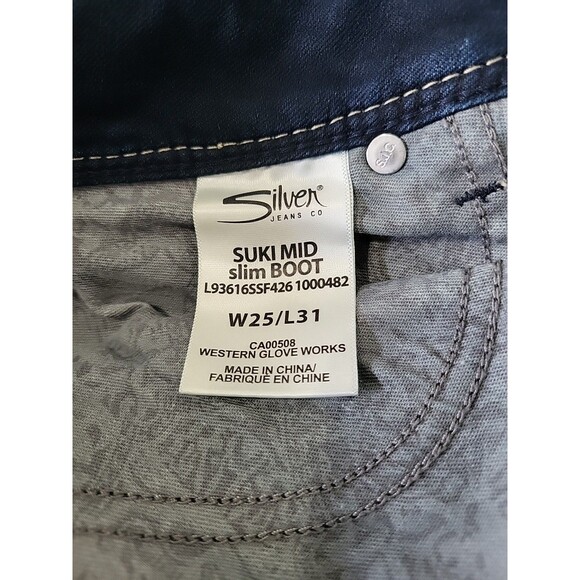 Silver®
JEANS CO
SUKI MID
slim BOOT
L93616SSF426 1000482
W25/L31
CA00508
WESTERN GLOVE WORKS
MADE IN CHINA/
FABRIQUÉ EN CHINE
S.J.C.